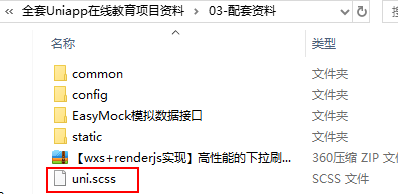 全套Uniapp在线教育项目资料 > 03-配套资料
名称 类型
common 文件夹
config 文件夹
EasyMock模拟数据接口 文件夹
static 文件夹
【wxs+renderjs实现】高性能的下拉刷... 360压缩 ZIP 文
uni.scss SCSS 文件